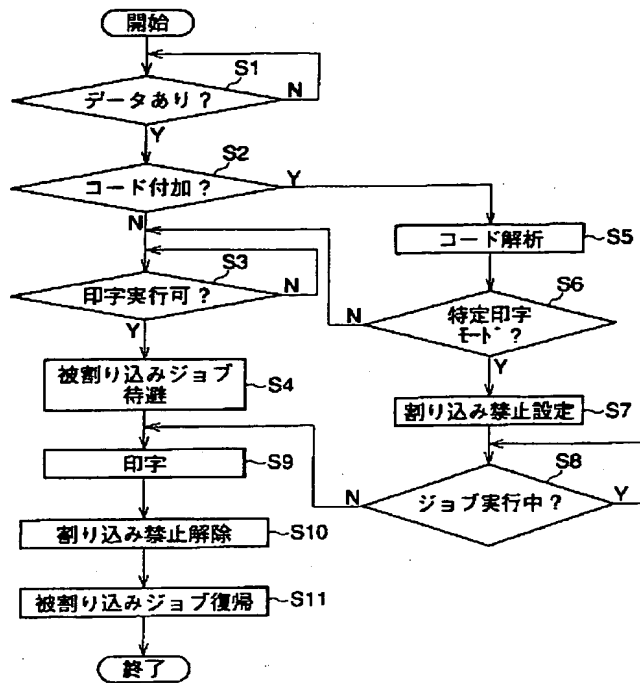 開始
S1
データあり？
N
Y
S2
コード付加？
Y
N
S3
印字実行可？
N
Y
被割り込みジョブ
待避
S4
印字
S9
割り込み禁止解除
S10
被割り込みジョブ復帰
S11
終了
コード解析
S5
S6
特定印字
ﾓｰﾄﾞ？
N
Y
割り込み禁止設定
S7
S8
ジョブ実行中？
N
Y